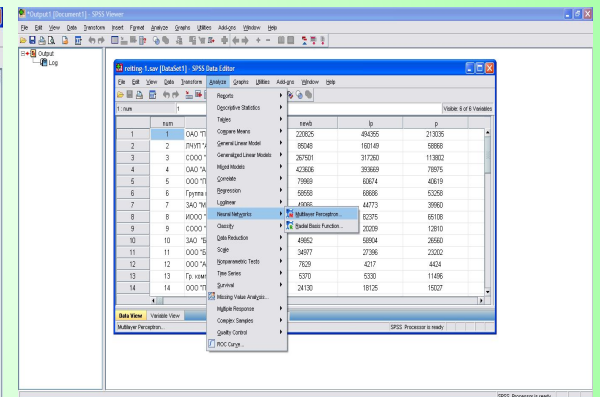 *Output1 [Document1] - SPSS Viewer
File Edit View Data Transform Insert Format Analyze Graphs Utilities Add-ons Window Help
Output
Log
reiting-1.sav [DataSet1] - SPSS Data Editor
File Edit View Data Transform Analyze Graphs Utilities Add-ons Window Help
1 : num 1 Visible: 6 of 6 Variables
num newb lp p
1 1 ОАО "П 220825 494355 213035
2 2 ПЧУП "А 85048 160149 58868
3 3 СООО " 267501 317260 113802
4 4 ОАО "А 423606 393669 78975
5 5 ООО "П 79989 60674 40619
6 6 Группа 58558 68686 53258
7 7 ЗАО "М 44773 39960
8 8 ИООО " 82375 65108
9 9 СООО " 20209 12810
10 10 ЗАО "Б 49952 58904 26560
11 11 ООО "Б 34977 27396 23202
12 12 ООО "А 7629 4217 4424
13 13 Гр. комп 5370 5330 11496
14 14 ООО "П 24130 18125 15027
Reports
Descriptive Statistics
Tables
Compare Means
General Linear Model
Generalized Linear Models
Mixed Models
Correlate
Regression
Loglinear
Neural Networks
Classify
Data Reduction
Scale
Nonparametric Tests
Time Series
Survival
Missing Value Analysis...
Multiple Response
Complex Samples
Quality Control
ROC Curve...
Multilayer Perceptron...
Radial Basis Function...
Data View Variable View
Multilayer Perceptron... SPSS Processor is ready
SPSS Processor is ready